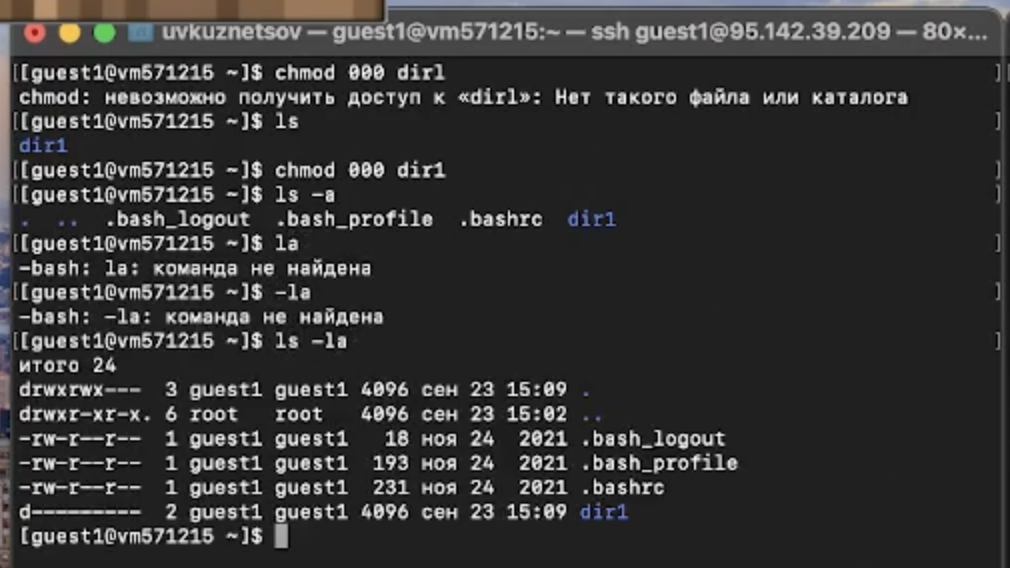 uvkuznetsov — guest1@vm571215:~ — ssh guest1@95.142.39.209 — 80×...
[[guest1@vm571215 ~]$ chmod 000 dirl ]
chmod: невозможно получить доступ к «dirl»: Нет такого файла или каталога
[[guest1@vm571215 ~]$ ls ]
dir1
[[guest1@vm571215 ~]$ chmod 000 dir1 ]
[[guest1@vm571215 ~]$ ls -a ]
. .. .bash_logout .bash_profile .bashrc dir1
[[guest1@vm571215 ~]$ la ]
-bash: la: команда не найдена
[[guest1@vm571215 ~]$ -la ]
-bash: -la: команда не найдена
[[guest1@vm571215 ~]$ ls -la ]
итого 24
drwxrwx--- 3 guest1 guest1 4096 сен 23 15:09 .
drwxr-xr-x. 6 root root 4096 сен 23 15:02 ..
-rw-r--r-- 1 guest1 guest1 18 ноя 24 2021 .bash_logout
-rw-r--r-- 1 guest1 guest1 193 ноя 24 2021 .bash_profile
-rw-r--r-- 1 guest1 guest1 231 ноя 24 2021 .bashrc
d--------- 2 guest1 guest1 4096 сен 23 15:09 dir1
[guest1@vm571215 ~]$